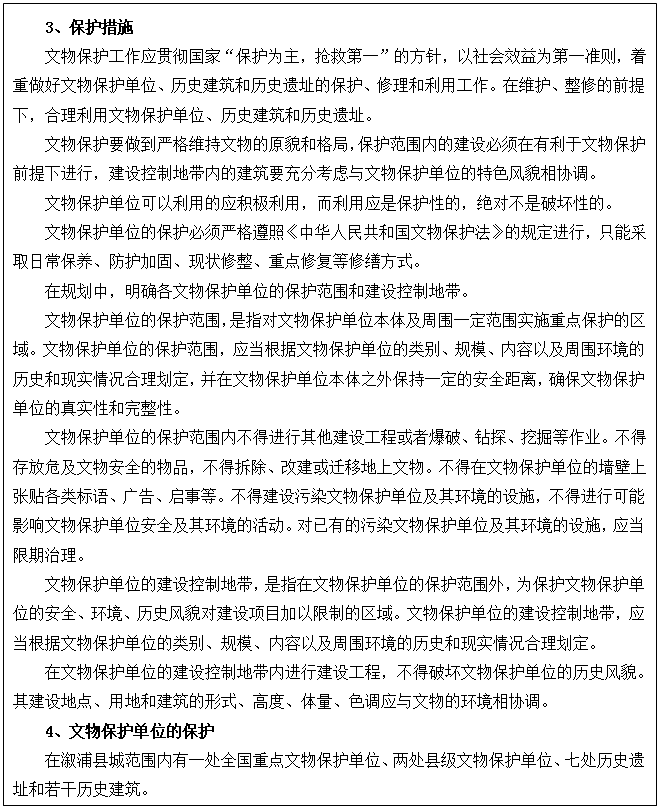 3、保护措施
文物保护工作应贯彻国家“保护为主，抢救第一”的方针，以社会效益为第一准则，着
重做好文物保护单位、历史建筑和历史遗址的保护、修理和利用工作。在维护、整修的前提
下，合理利用文物保护单位、历史建筑和历史遗址。
文物保护要做到严格维持文物的原貌和格局，保护范围内的建设必须在有利于文物保护
前提下进行，建设控制地带内的建筑要充分考虑与文物保护单位的特色风貌相协调。
文物保护单位可以利用的应积极利用，而利用应是保护性的，绝对不是破坏性的。
文物保护单位的保护必须严格遵照《中华人民共和国文物保护法》的规定进行，只能采
取日常保养、防护加固、现状修整、重点修复等修缮方式。
在规划中，明确各文物保护单位的保护范围和建设控制地带。
文物保护单位的保护范围，是指对文物保护单位本体及周围一定范围实施重点保护的区
域。文物保护单位的保护范围，应当根据文物保护单位的类别、规模、内容以及周围环境的
历史和现实情况合理划定，并在文物保护单位本体之外保持一定的安全距离，确保文物保护
单位的真实性和完整性。
文物保护单位的保护范围内不得进行其他建设工程或者爆破、钻探、挖掘等作业。不得
存放危及文物安全的物品，不得拆除、改建或迁移地上文物。不得在文物保护单位的墙壁上
张贴各类标语、广告、启事等。不得建设污染文物保护单位及其环境的设施，不得进行可能
影响文物保护单位安全及其环境的活动。对已有的污染文物保护单位及其环境的设施，应当
限期治理。
文物保护单位的建设控制地带，是指在文物保护单位的保护范围外，为保护文物保护单
位的安全、环境、历史风貌对建设项目加以限制的区域。文物保护单位的建设控制地带，应
当根据文物保护单位的类别、规模、内容以及周围环境的历史和现实情况合理划定。
在文物保护单位的建设控制地带内进行建设工程，不得破坏文物保护单位的历史风貌。
其建设地点、用地和建筑的形式、高度、体量、色调应与文物的环境相协调。
4、文物保护单位的保护
在溆浦县城范围内有一处全国重点文物保护单位、两处县级文物保护单位、七处历史遗
址和若干历史建筑。